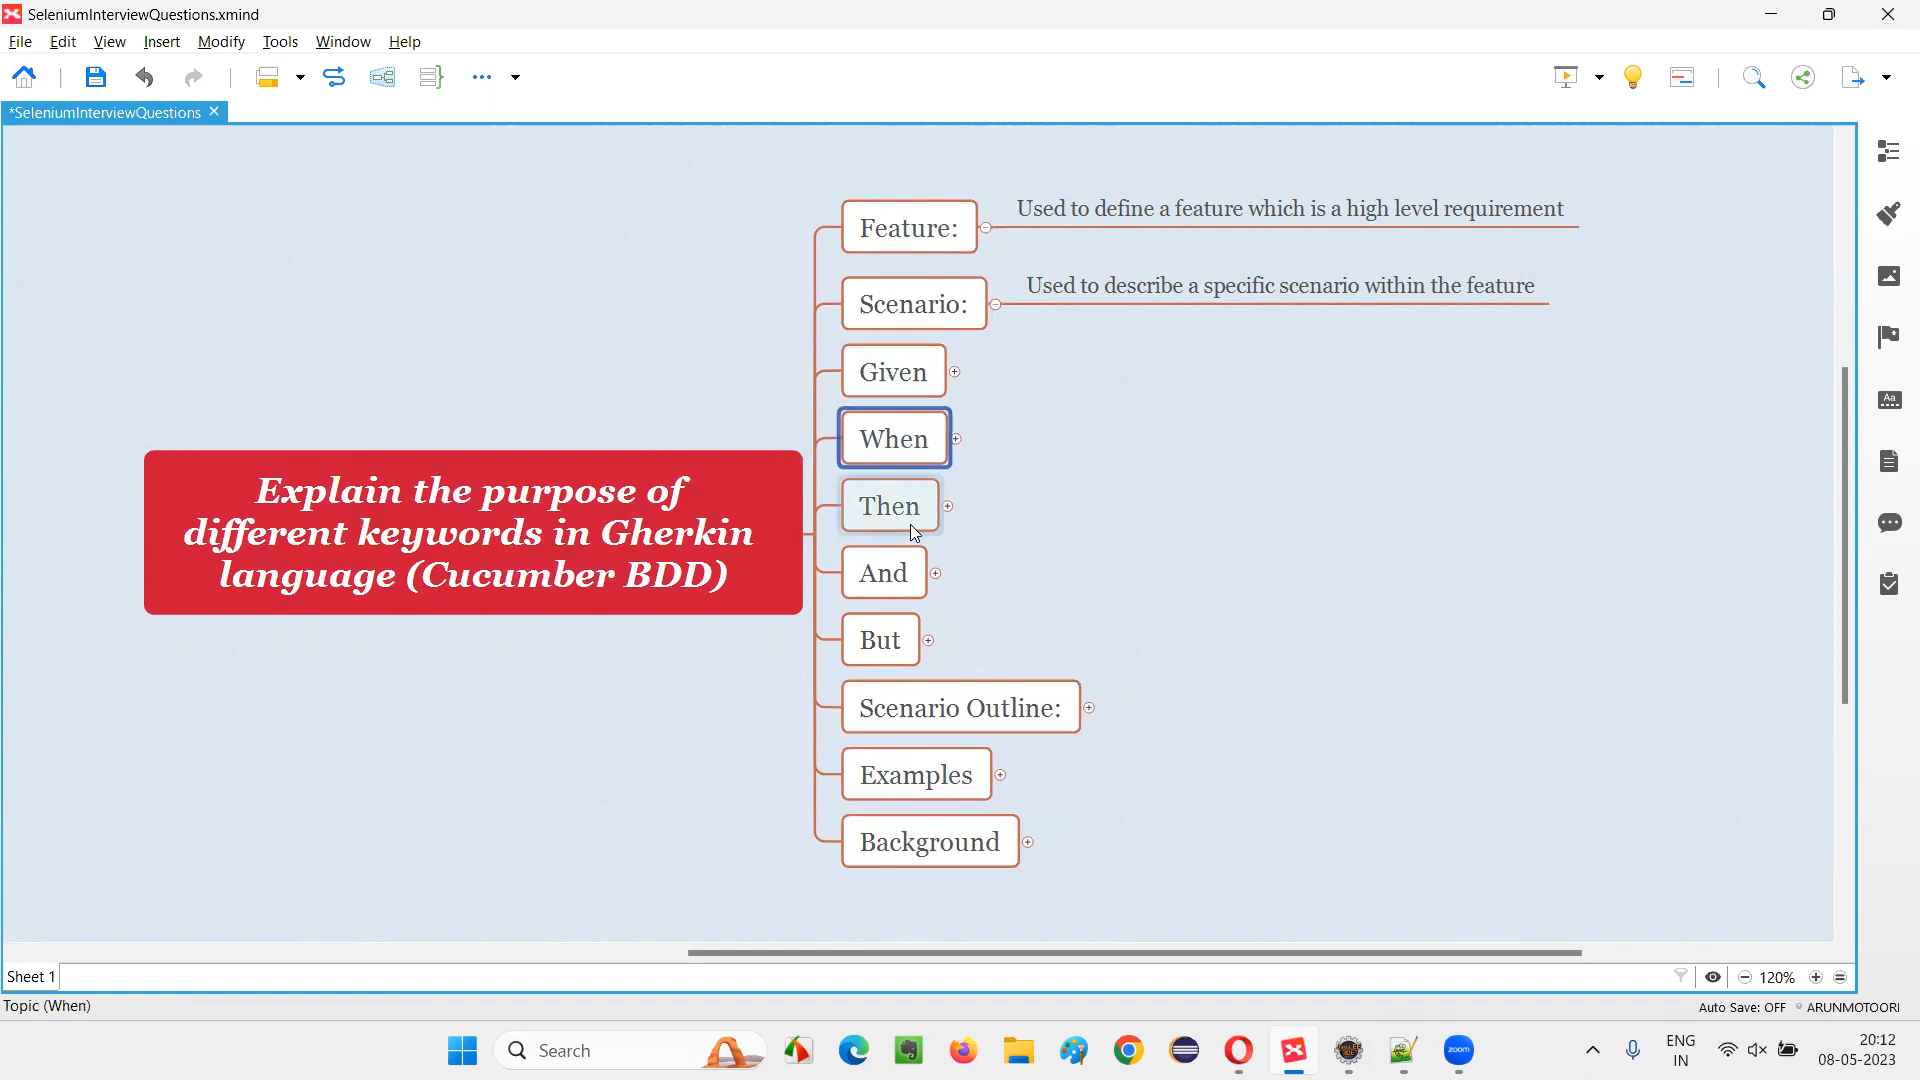 SeleniumInterviewQuestions.xmind
File Edit View Insert Modify Tools Window Help
*SeleniumInterviewQuestions
Feature:
Used to define a feature which is a high level requirement
Scenario:
Used to describe a specific scenario within the feature
Given
When
Then
And
But
Scenario Outline:
Examples
Background
Explain the purpose of
different keywords in Gherkin
language (Cucumber BDD)
Aa
Sheet 1
120%
Topic (When)
Auto Save: OFF ARUNMOTOORI
Search
zoom
ENG
IN
20:12
08-05-2023